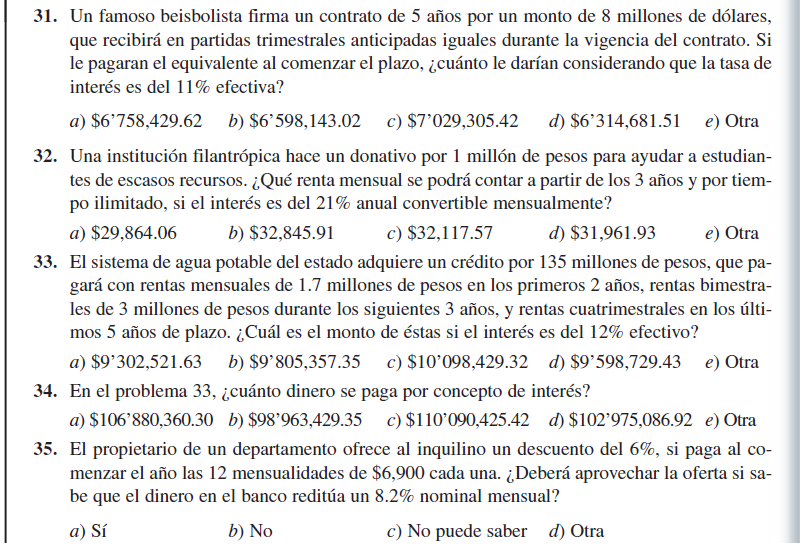 31. Un famoso beisbolista firma un contrato de 5 años por un monto de 8 millones de dólares,
que recibirá en partidas trimestrales anticipadas iguales durante la vigencia del contrato. Si
le pagaran el equivalente al comenzar el plazo, ¿cuánto le darían considerando que la tasa de
interés es del 11% efectiva?
a) $6’758,429.62 b) $6’598,143.02 c) $7’029,305.42 d) $6’314,681.51 e) Otra
32. Una institución filantrópica hace un donativo por 1 millón de pesos para ayudar a estudian-
tes de escasos recursos. ¿Qué renta mensual se podrá contar a partir de los 3 años y por tiem-
po ilimitado, si el interés es del 21% anual convertible mensualmente?
a) $29,864.06 b) $32,845.91 c) $32,117.57 d) $31,961.93 e) Otra
33. El sistema de agua potable del estado adquiere un crédito por 135 millones de pesos, que pa-
gará con rentas mensuales de 1.7 millones de pesos en los primeros 2 años, rentas bimestra-
les de 3 millones de pesos durante los siguientes 3 años, y rentas cuatrimestrales en los últi-
mos 5 años de plazo. ¿Cuál es el monto de éstas si el interés es del 12% efectivo?
a) $9’302,521.63 b) $9’805,357.35 c) $10’098,429.32 d) $9’598,729.43 e) Otra
34. En el problema 33, ¿cuánto dinero se paga por concepto de interés?
a) $106’880,360.30 b) $98’963,429.35 c) $110’090,425.42 d) $102’975,086.92 e) Otra
35. El propietario de un departamento ofrece al inquilino un descuento del 6%, si paga al co-
menzar el año las 12 mensualidades de $6,900 cada una. ¿Deberá aprovechar la oferta si sa-
be que el dinero en el banco reditúa un 8.2% nominal mensual?
a) Sí b) No c) No puede saber d) Otra